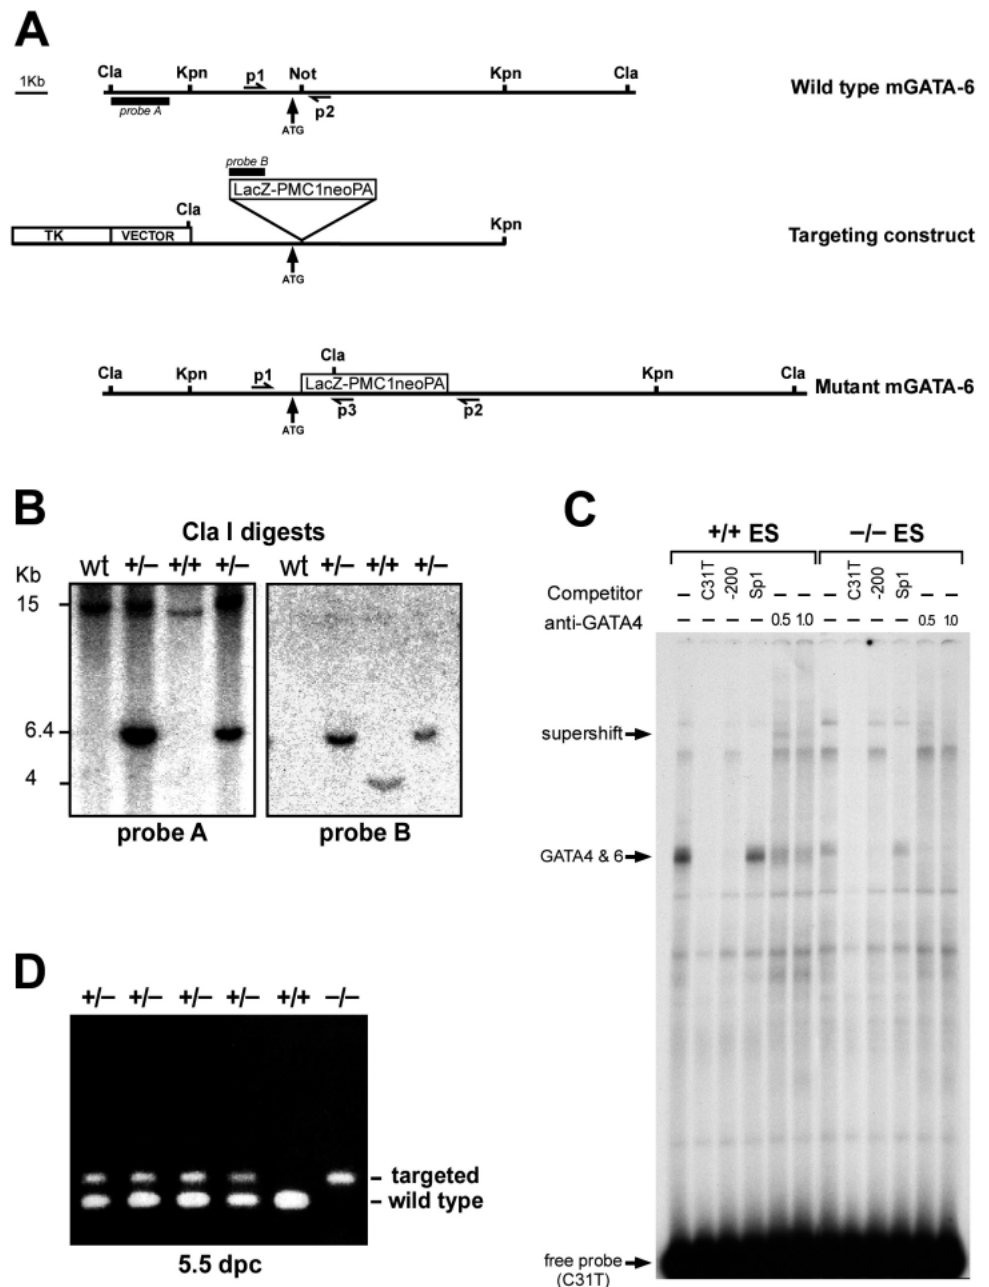 A
1Kb
Cla Kpn p1 Not Kpn Cla
probe A
p2
ATG
Wild type mGATA-6
probe B
LacZ-PMC1neoPA
Cla
TK VECTOR
Kpn
ATG
Targeting construct
Cla Kpn p1 Cla Kpn Cla
LacZ-PMC1neoPA
p3 p2
ATG
Mutant mGATA-6
B
Cla I digests
Kb
wt +/– +/+ +/– wt +/– +/+ +/–
15
6.4
4
probe A probe B
C
+/+ ES –/– ES
Competitor – C31T -200 Sp1 – – – C31T -200 Sp1 – –
anti-GATA4 – – – – 0.5 1.0 – – – – 0.5 1.0
supershift
GATA4 & 6
free probe
(C31T)
D
+/– +/– +/– +/– +/+ –/–
– targeted
– wild type
5.5 dpc